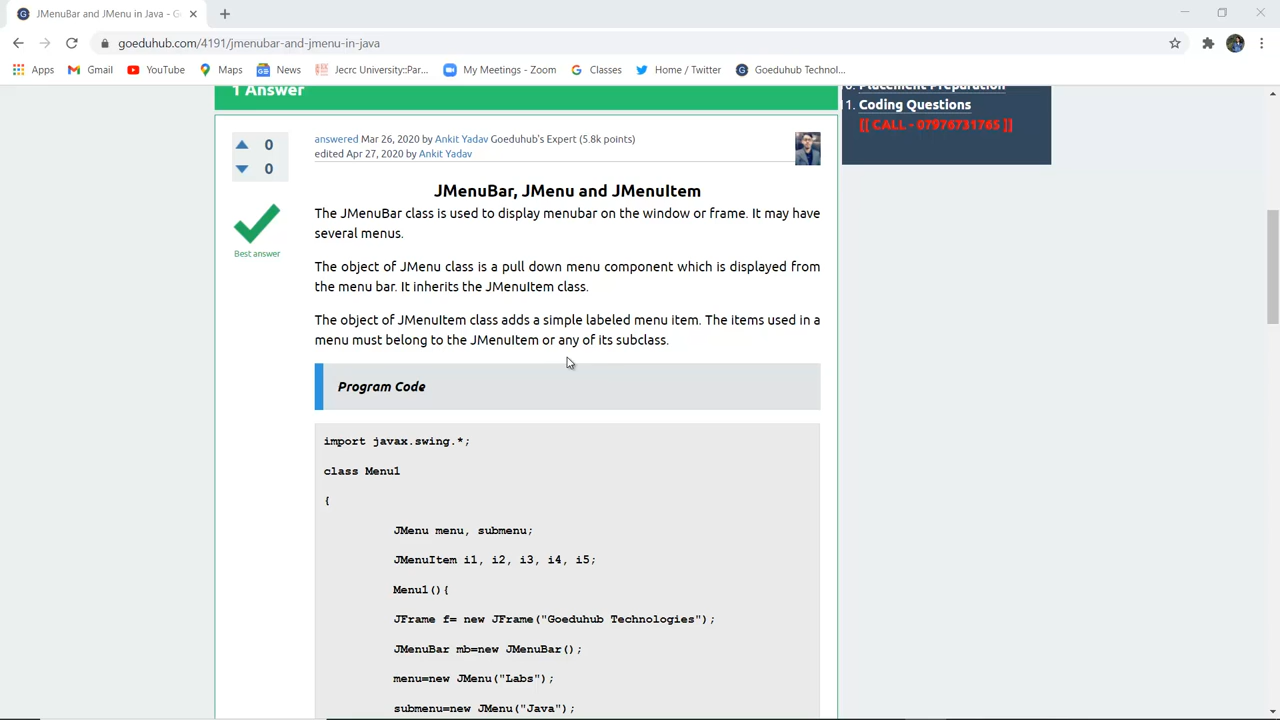 JMenuBar and JMenu in Java - G
goeduhub.com/4191/jmenubar-and-jmenu-in-java
Apps Gmail YouTube Maps News Jecrc University::Par... My Meetings - Zoom Classes Home / Twitter Goeduhub Technol...
1 Answer
Placement Preparation
1. Coding Questions
[[ CALL - 07976731765 ]]
0
0
Best answer
answered Mar 26, 2020 by Ankit Yadav Goeduhub's Expert (5.8k points)
edited Apr 27, 2020 by Ankit Yadav
JMenuBar, JMenu and JMenuItem
The JMenuBar class is used to display menubar on the window or frame. It may have
several menus.
The object of JMenu class is a pull down menu component which is displayed from
the menu bar. It inherits the JMenuItem class.
The object of JMenuItem class adds a simple labeled menu item. The items used in a
menu must belong to the JMenuItem or any of its subclass.
Program Code
import javax.swing.*;
class Menu1
{
JMenu menu, submenu;
JMenuItem i1, i2, i3, i4, i5;
Menu1(){
JFrame f= new JFrame("Goeduhub Technologies");
JMenuBar mb=new JMenuBar();
menu=new JMenu("Labs");
submenu=new JMenu("Java");